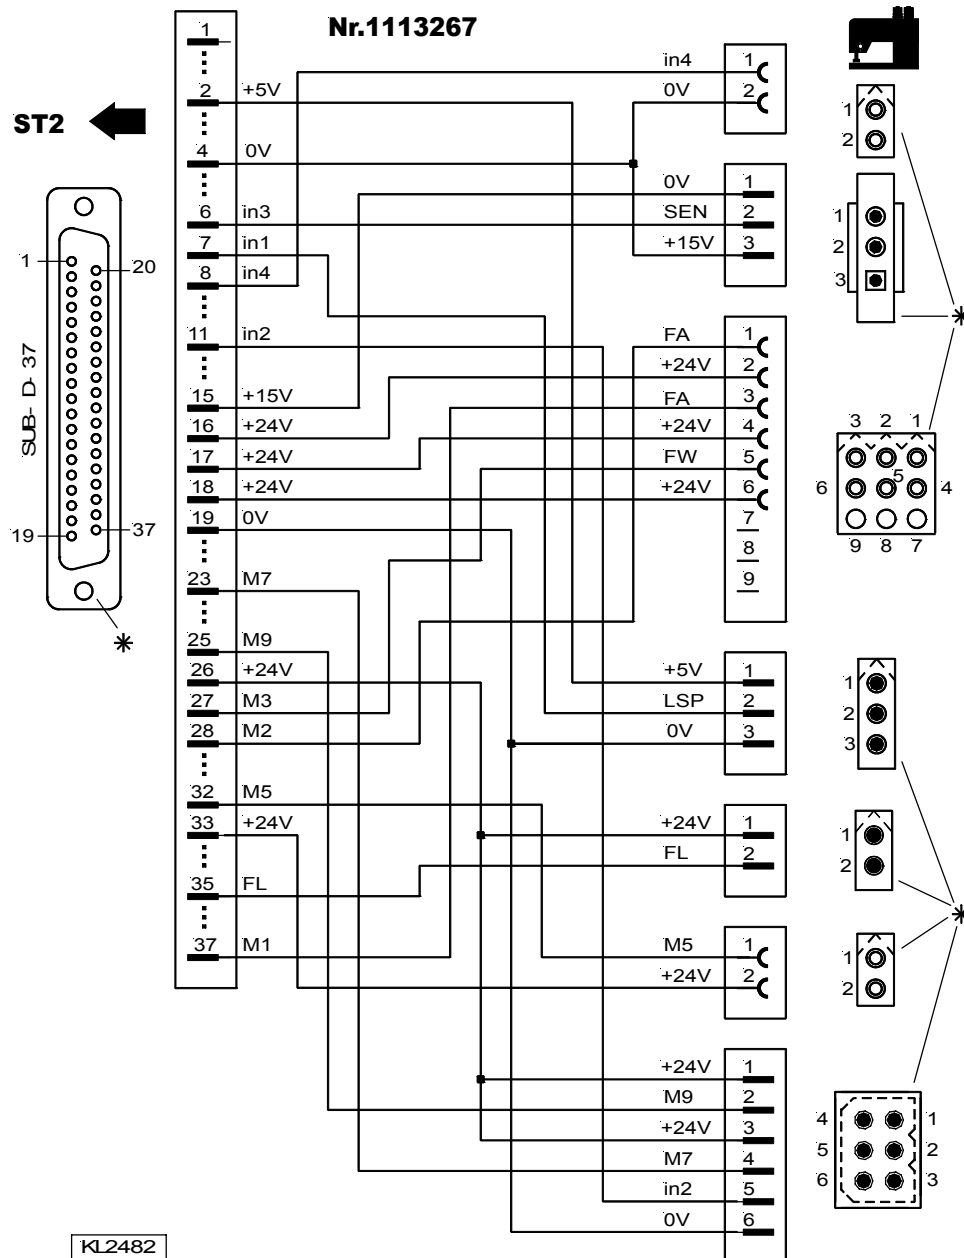 Nr.1113267
ST2
SUB- D- 37
1
20
19
37
1
2 +5V
4 0V
6 in3
7 in1
8 in4
11 in2
15 +15V
16 +24V
17 +24V
18 +24V
19 0V
23 M7
25 M9
26 +24V
27 M3
28 M2
32 M5
33 +24V
35 FL
37 M1
in4 1
0V 2
0V 1
SEN 2
+15V 3
FA 1
+24V 2
FA 3
+24V 4
FW 5
+24V 6
7
8
9
+5V 1
LSP 2
0V 3
+24V 1
FL 2
M5 1
+24V 2
+24V 1
M9 2
+24V 3
M7 4
in2 5
0V 6
1
2
1
2
3
3 2 1
6 5 4
9 8 7
1
2
3
1
2
1
2
4 1
5 2
6 3
KL2482